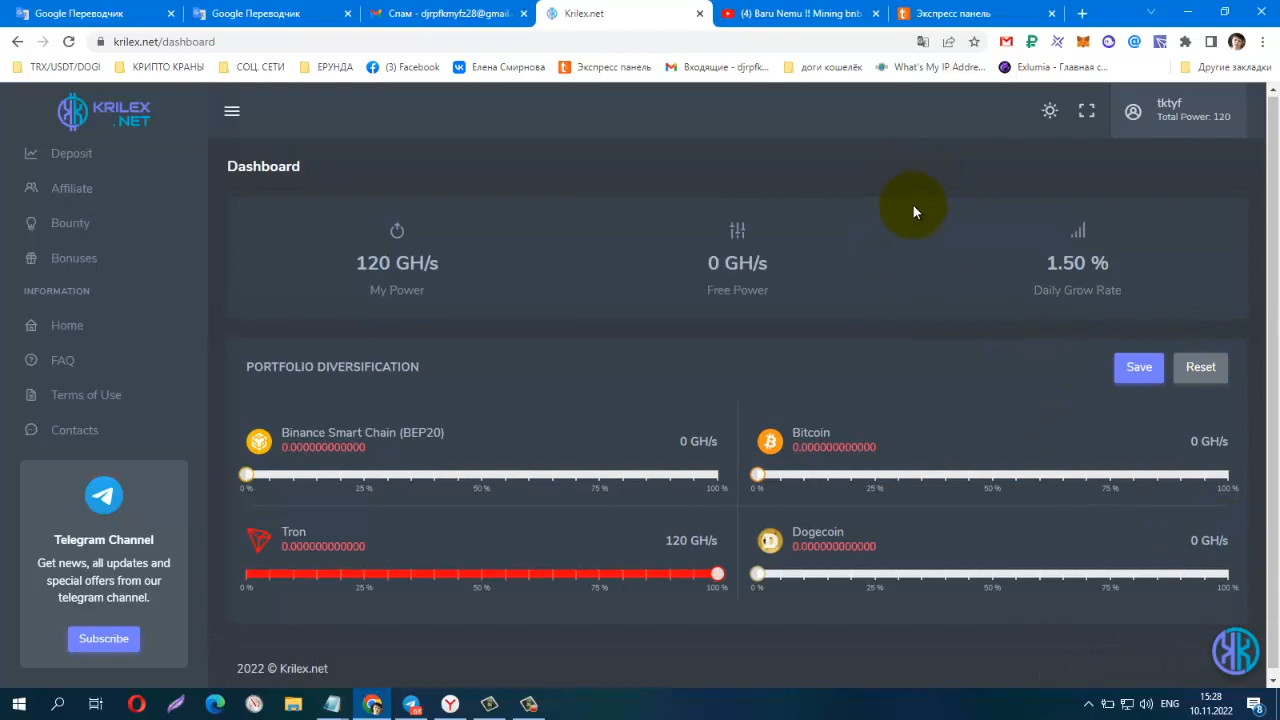 Google Переводчик
Google Переводчик
Спам - djrpfkmyfz28@gmail.
Krilex.net
(4) Baru Nemu !! Mining bnb
Экспресс панель
krilex.net/dashboard
TRX/USDT/DOGI
КРИПТО КРАНЫ
СОЦ. СЕТИ
ЕРУНДА
(3) Facebook
Елена Смирнова
Экспресс панель
Входящие - djrpfk...
доги кошелёк
What's My IP Addre...
Exlumia - Главная с...
Другие закладки
KRILEX
.NET
tktyf
Total Power: 120
Deposit
Affiliate
Bounty
Bonuses
INFORMATION
Home
FAQ
Terms of Use
Contacts
Telegram Channel
Get news, all updates and
special offers from our
telegram channel.
Subscribe
Dashboard
120 GH/s
My Power
0 GH/s
Free Power
1.50 %
Daily Grow Rate
PORTFOLIO DIVERSIFICATION
Save
Reset
Binance Smart Chain (BEP20)
0.000000000000
0 GH/s
0 % 25 % 50 % 75 % 100 %
Bitcoin
0.000000000000
0 GH/s
0 % 25 % 50 % 75 % 100 %
Tron
0.000000000000
120 GH/s
0 % 25 % 50 % 75 % 100 %
Dogecoin
0.000000000000
0 GH/s
0 % 25 % 50 % 75 % 100 %
2022 © Krilex.net
68
ENG
15:28
10.11.2022
8